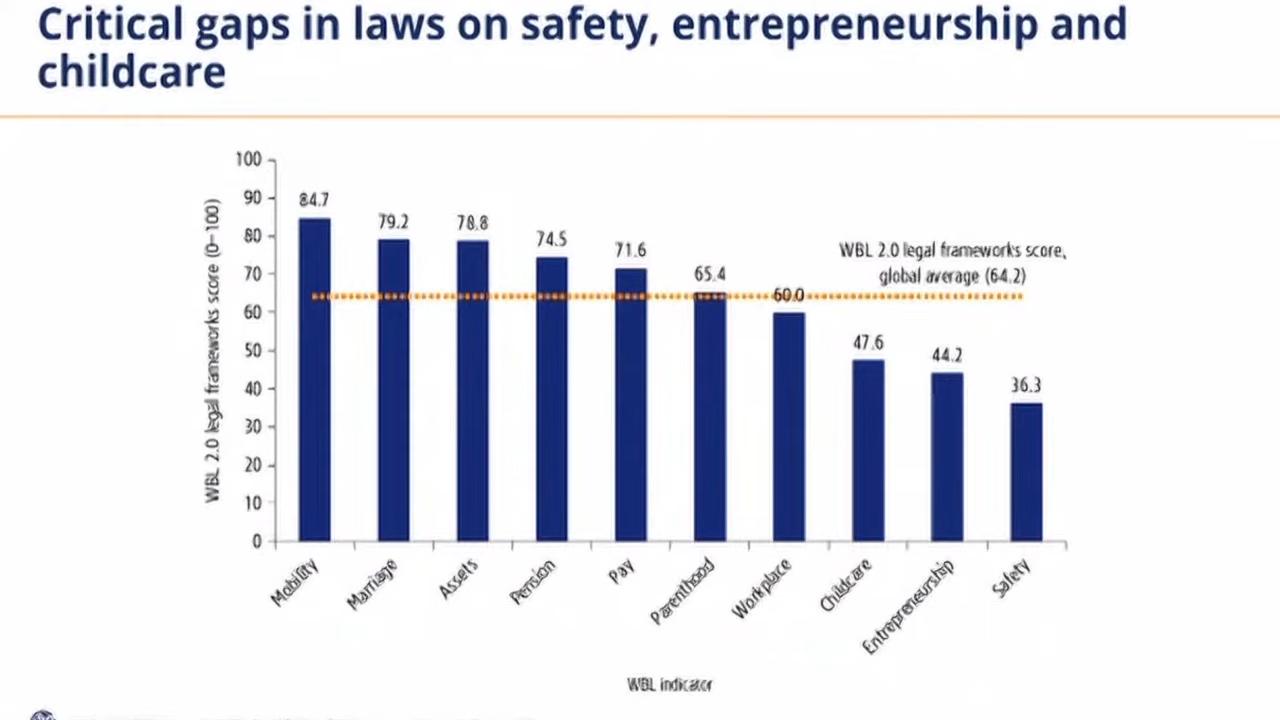 Critical gaps in laws on safety, entrepreneurship and
childcare
WBL 2.0 legal frameworks score (0–100)
100
90
80
70
60
50
40
30
20
10
0
84.7
79.2
78.8
74.5
71.6
65.4
60.0
47.6
44.2
36.3
WBL 2.0 legal frameworks score,
global average (64.2)
Mobility
Marriage
Assets
Pension
Pay
Parenthood
Workplace
Childcare
Entrepreneurship
Safety
WBL indicator